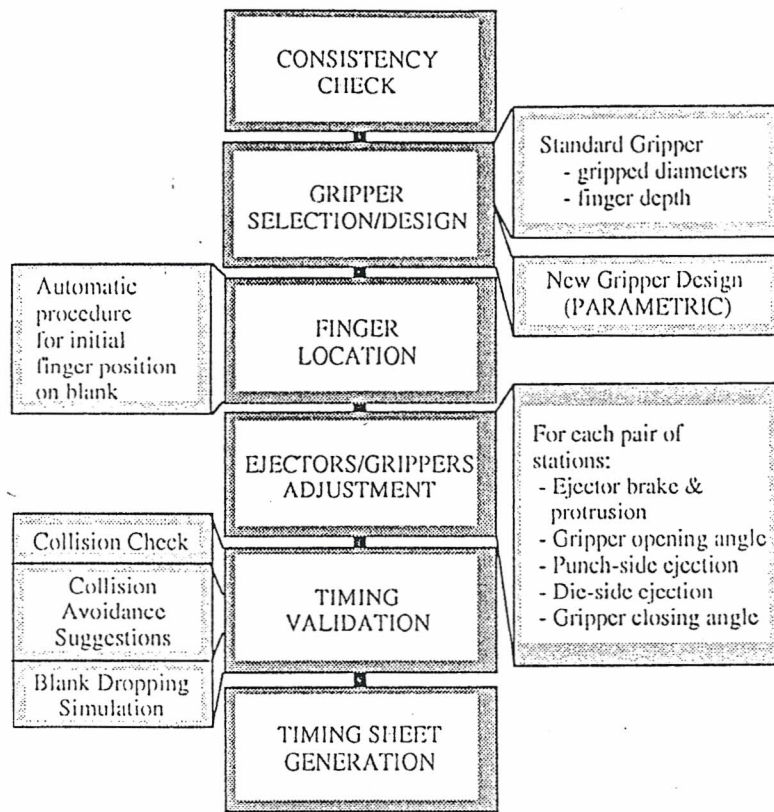 CONSISTENCY
CHECK
Standard Gripper
- gripped diameters
- finger depth
GRIPPER
SELECTION/DESIGN
New Gripper Design
(PARAMETRIC)
Automatic
procedure
for initial
finger position
on blank
FINGER
LOCATION
EJECTORS/GRIPPERS
ADJUSTMENT
For each pair of
stations:
- Ejector brake &
protrusion
- Gripper opening angle
- Punch-side ejection
- Die-side ejection
- Gripper closing angle
Collision Check
Collision
Avoidance
Suggestions
Blank Dropping
Simulation
TIMING
VALIDATION
TIMING SHEET
GENERATION